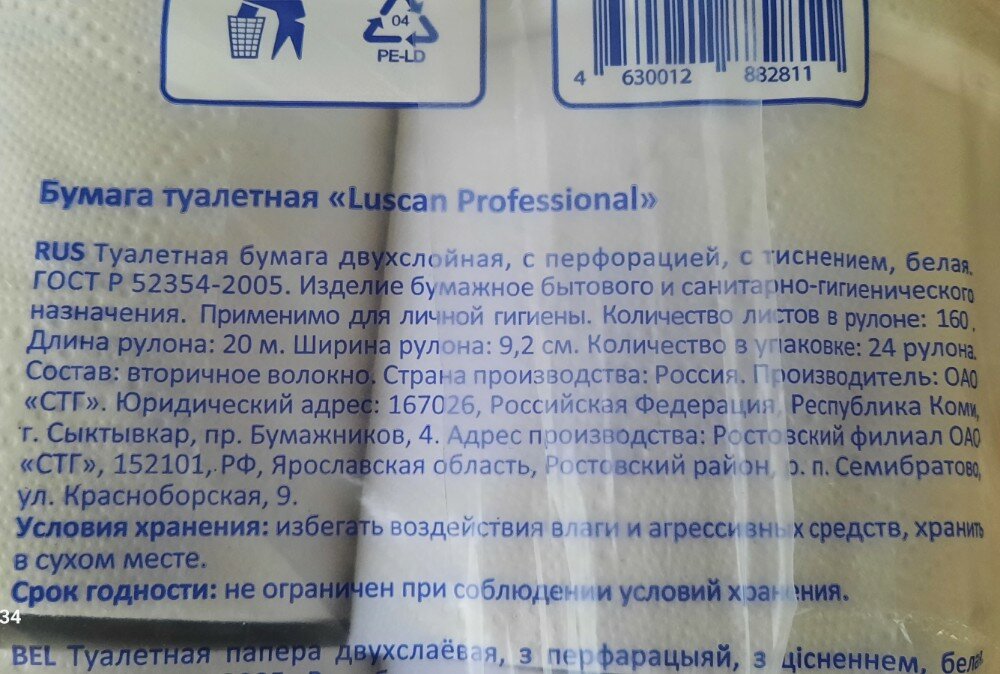 04
PE-LD
4 630012 882811
Бумага туалетная «Luscan Professional»
RUS Туалетная бумага двухслойная, с перфорацией, с тиснением, белая.
ГОСТ Р 52354-2005. Изделие бумажное бытового и санитарно-гигиенического
назначения. Применимо для личной гигиены. Количество листов в рулоне: 160.
Длина рулона: 20 м. Ширина рулона: 9,2 см. Количество в упаковке: 24 рулона.
Состав: вторичное волокно. Страна производства: Россия. Производитель: ОАО
«СТГ». Юридический адрес: 167026, Российская Федерация, Республика Коми,
г. Сыктывкар, пр. Бумажников, 4. Адрес производства: Ростовский филиал ОАО
«СТГ», 152101, РФ, Ярославская область, Ростовский район, р. п. Семибратово,
ул. Красноборская, 9.
Условия хранения: избегать воздействия влаги и агрессивных средств, хранить
в сухом месте.
Срок годности: не ограничен при соблюдении условий хранения.
34
BEL Туалетная папера двухслаёвая, з перфарацыяй, з ціснennем, белая